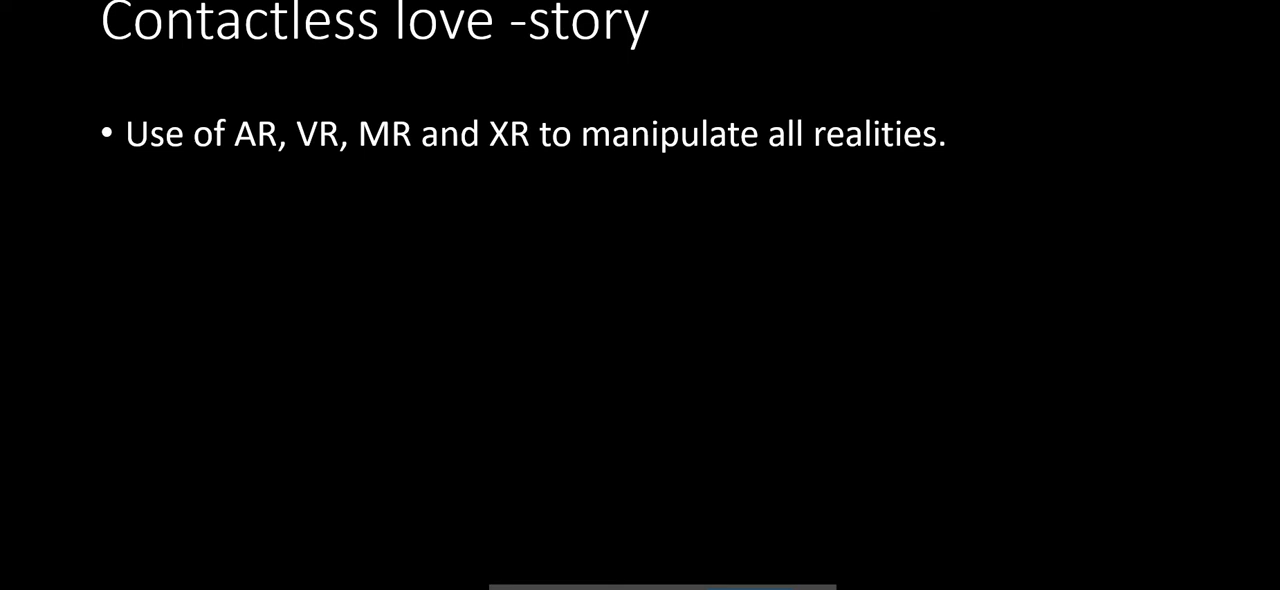 Contactless love -story
• Use of AR, VR, MR and XR to manipulate all realities.